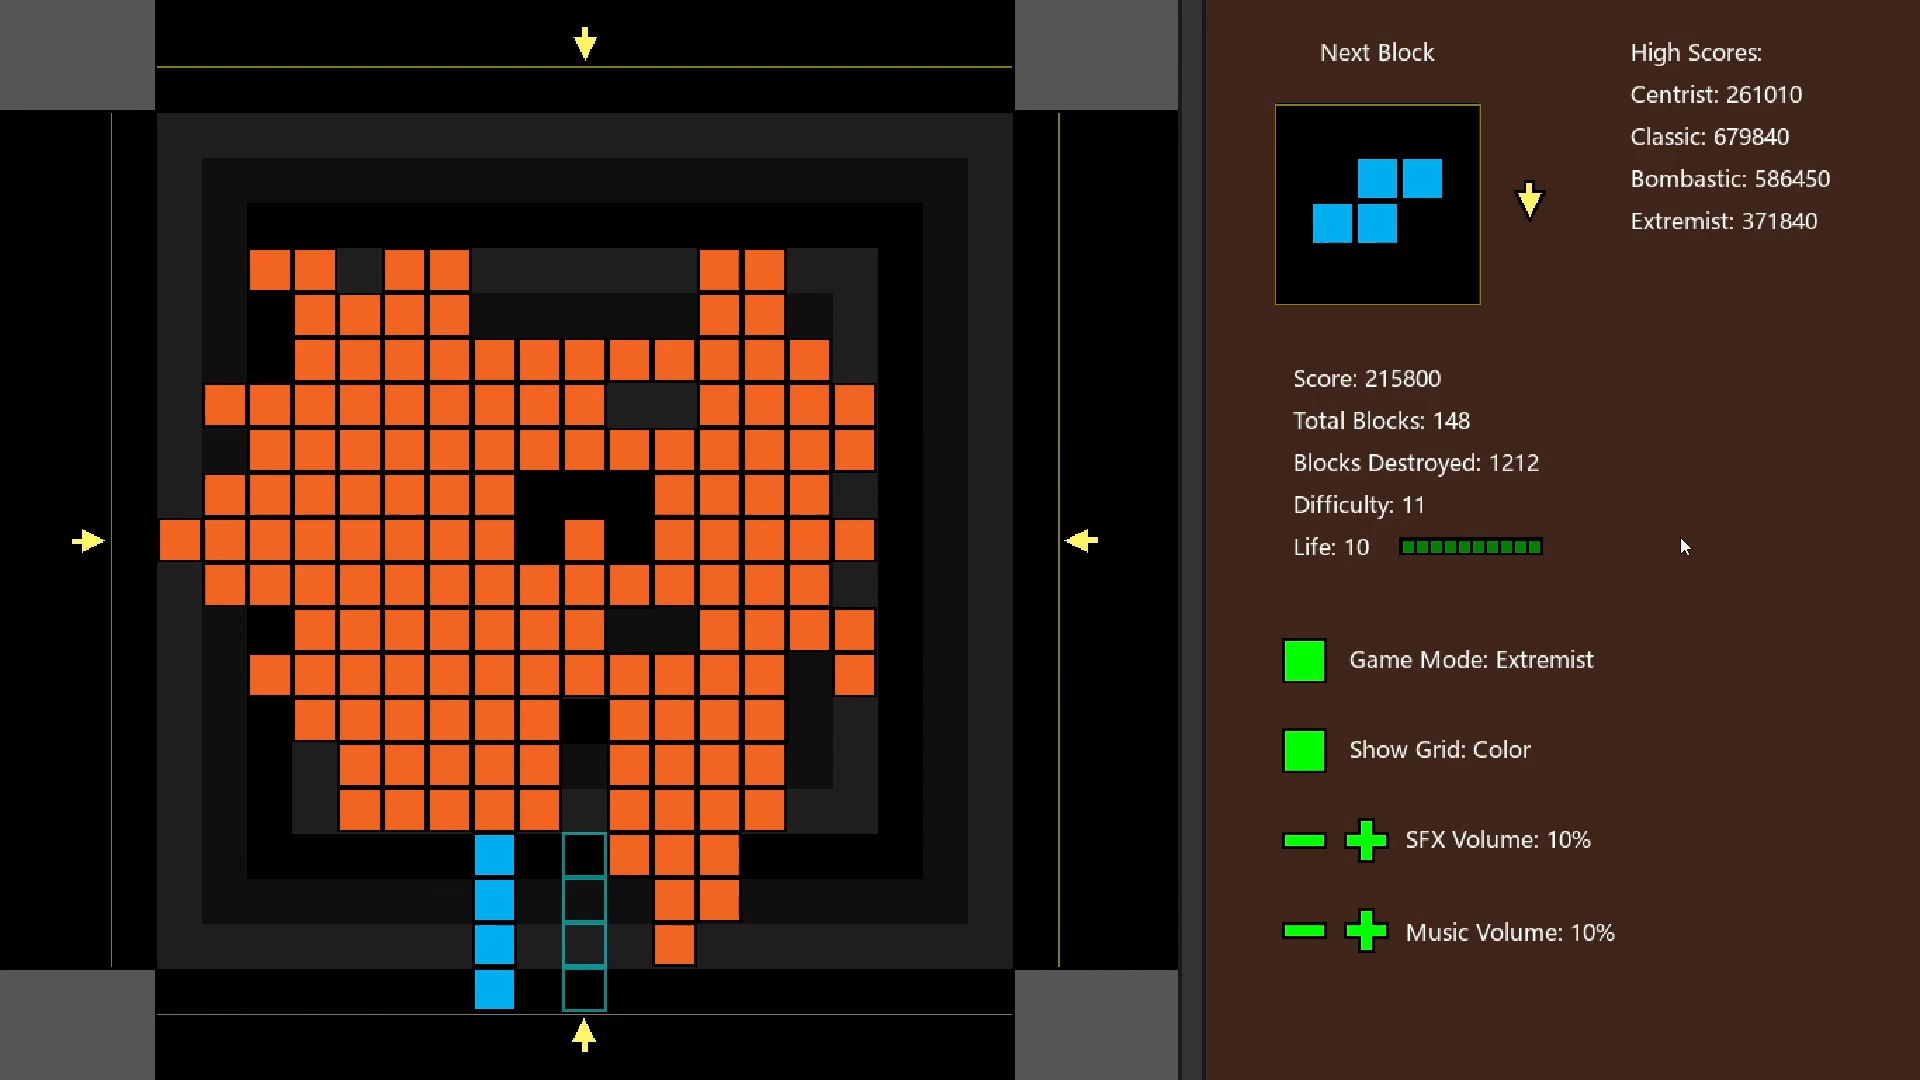 Next Block
High Scores:
Centrist: 261010
Classic: 679840
Bombastic: 586450
Extremist: 371840
Score: 215800
Total Blocks: 148
Blocks Destroyed: 1212
Difficulty: 11
Life: 10
Game Mode: Extremist
Show Grid: Color
SFX Volume: 10%
Music Volume: 10%